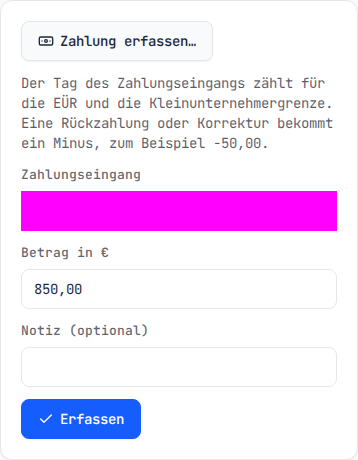 Zahlung erfassen…
Der Tag des Zahlungseingangs zählt für
die EÜR und die Kleinunternehmergrenze.
Eine Rückzahlung oder Korrektur bekommt
ein Minus, zum Beispiel -50,00.
Zahlungseingang
Betrag in €
850,00
Notiz (optional)
Erfassen